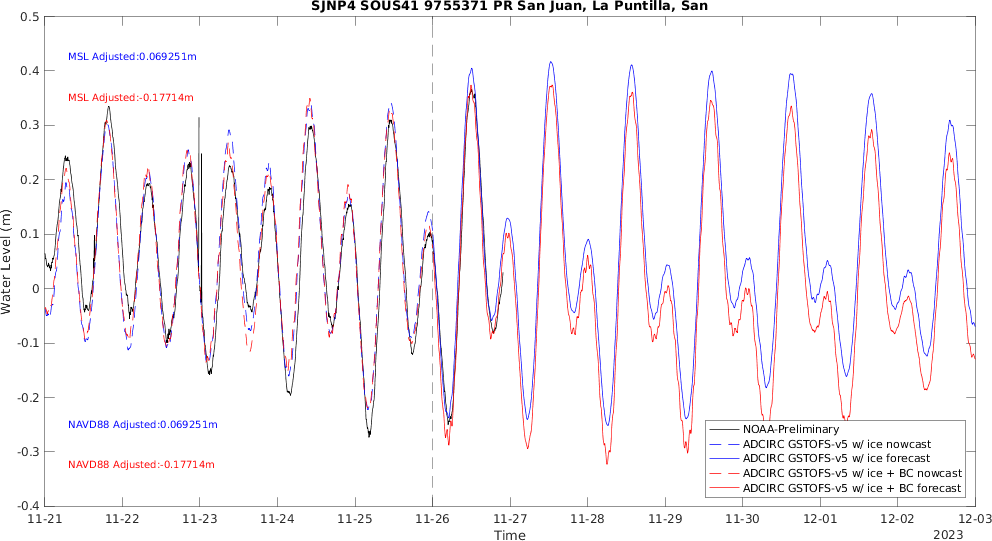 SJNP4 SOUS41 9755371 PR San Juan, La Puntilla, San
0.5
0.4
0.3
0.2
0.1
0
-0.1
-0.2
-0.3
-0.4
Water Level (m)
MSL Adjusted:0.069251m
MSL Adjusted:-0.17714m
NAVD88 Adjusted:0.069251m
NAVD88 Adjusted:-0.17714m
NOAA-Preliminary
ADCIRC GSTOFS-v5 w/ ice nowcast
ADCIRC GSTOFS-v5 w/ ice forecast
ADCIRC GSTOFS-v5 w/ ice + BC nowcast
ADCIRC GSTOFS-v5 w/ ice + BC forecast
11-21 11-22 11-23 11-24 11-25 11-26 11-27 11-28 11-29 11-30 12-01 12-02 12-03
Time
2023